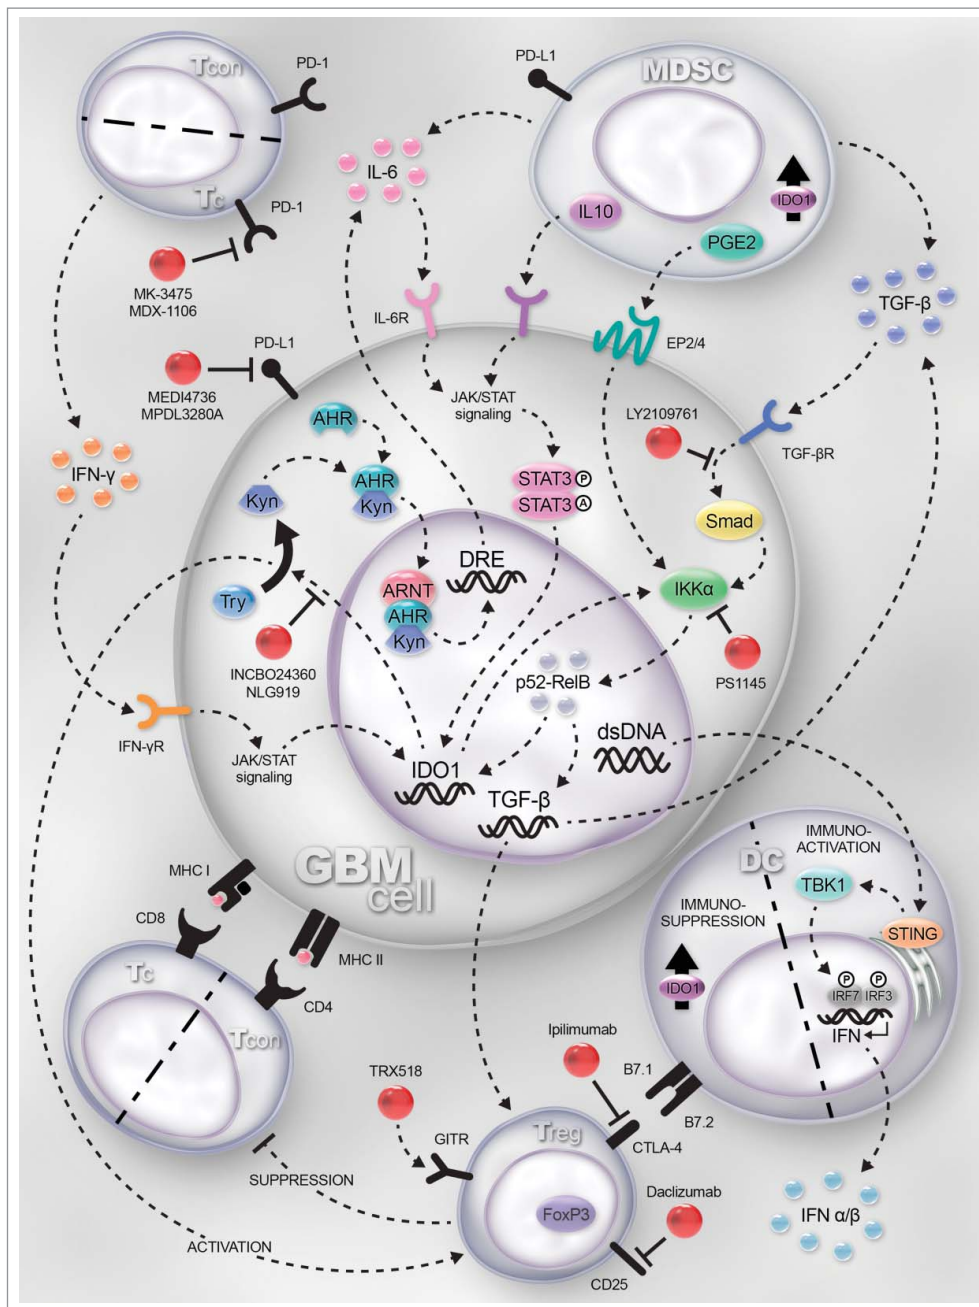 Tcon
PD-1
PD-L1
MDSC
IL-6
IDO1
Tc
PD-1
IL10
PGE2
MK-3475
MDX-1106
TGF-β
IL-6R
PD-L1
EP2/4
MEDI4736
MPDL3280A
JAK/STAT
signaling
LY2109761
AHR
TGF-βR
IFN-γ
AHR
Kyn
STAT3 P
STAT3 A
Kyn
Smad
DRE
ARNT
AHR
Kyn
IKKα
Try
INCBO24360
NLG919
p52-RelB
PS1145
dsDNA
IFN-γR
JAK/STAT
signaling
IDO1
TGF-β
GBM
cell
MHC I
CD8
MHC II
CD4
Tc
Tcon
DC
IMMUNO-
ACTIVATION
TBK1
IMMUNO-
SUPPRESSION
STING
IDO1
P
P
IRF7
IRF3
IFN
Ipilimumab
B7.1
B7.2
TRX518
GITR
Treg
CTLA-4
SUPPRESSION
Daclizumab
FoxP3
IFN α/β
ACTIVATION
CD25